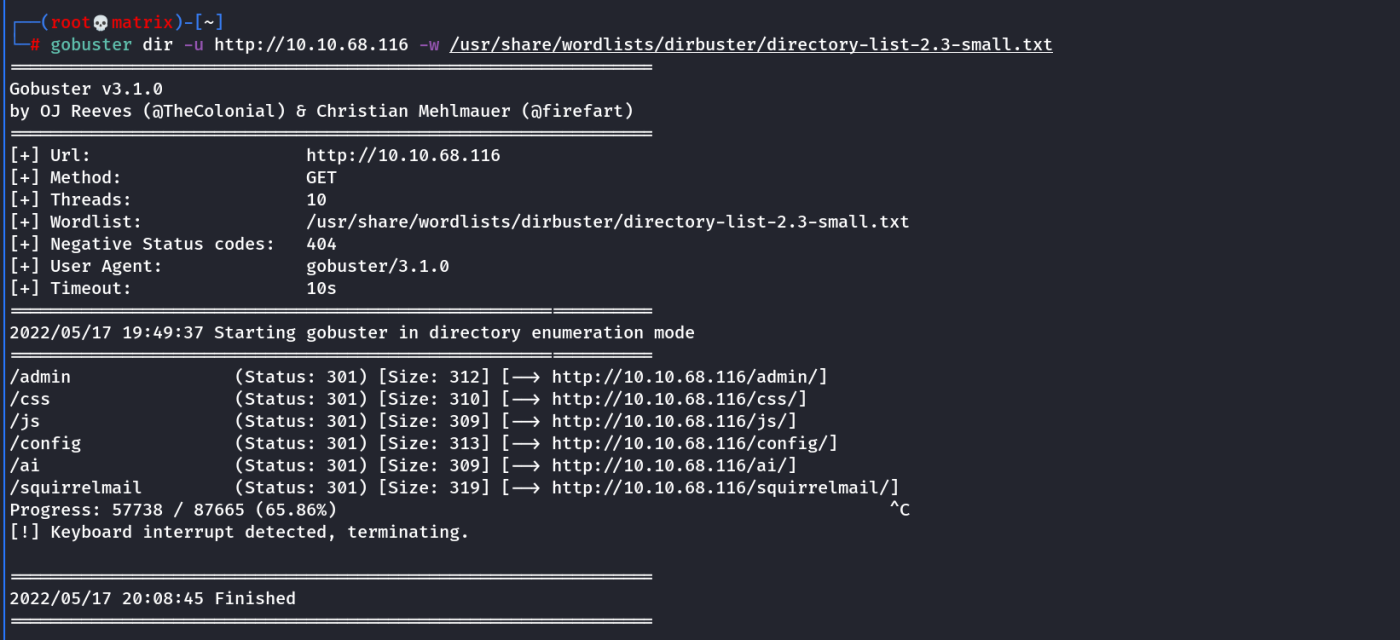 ┌──(root💀matrix)-[~]
└─# gobuster dir -u http://10.10.68.116 -w /usr/share/wordlists/dirbuster/directory-list-2.3-small.txt
===============================================================
Gobuster v3.1.0
by OJ Reeves (@TheColonial) & Christian Mehlmauer (@firefart)
===============================================================
[+] Url:                     http://10.10.68.116
[+] Method:                  GET
[+] Threads:                 10
[+] Wordlist:                /usr/share/wordlists/dirbuster/directory-list-2.3-small.txt
[+] Negative Status codes:   404
[+] User Agent:              gobuster/3.1.0
[+] Timeout:                 10s
===============================================================
2022/05/17 19:49:37 Starting gobuster in directory enumeration mode
===============================================================
/admin                (Status: 301) [Size: 312] [--> http://10.10.68.116/admin/]
/css                  (Status: 301) [Size: 310] [--> http://10.10.68.116/css/]
/js                   (Status: 301) [Size: 309] [--> http://10.10.68.116/js/]
/config               (Status: 301) [Size: 313] [--> http://10.10.68.116/config/]
/ai                   (Status: 301) [Size: 309] [--> http://10.10.68.116/ai/]
/squirrelmail         (Status: 301) [Size: 319] [--> http://10.10.68.116/squirrelmail/]
Progress: 57738 / 87665 (65.86%)                                                      ^C
[!] Keyboard interrupt detected, terminating.
===============================================================
2022/05/17 20:08:45 Finished
===============================================================